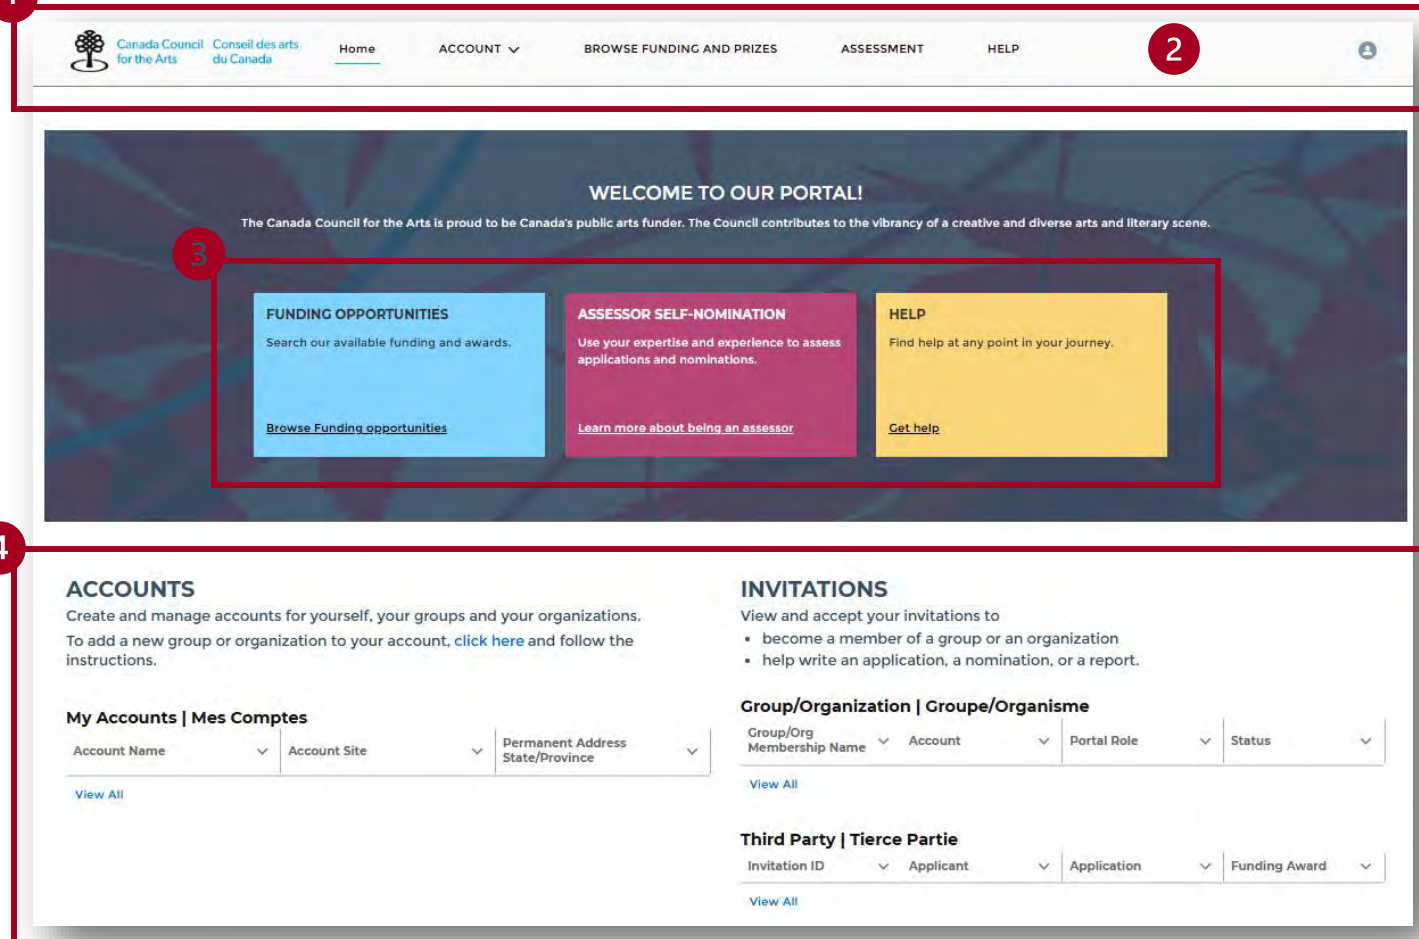 1
Canada Council Conseil des arts
for the Arts du Canada
Home ACCOUNT BROWSE FUNDING AND PRIZES ASSESSMENT HELP
2
WELCOME TO OUR PORTAL!
The Canada Council for the Arts is proud to be Canada's public arts funder. The Council contributes to the vibrancy of a creative and diverse arts and literary scene.
3
FUNDING OPPORTUNITIES
Search our available funding and awards.
Browse Funding opportunities
ASSESSOR SELF-NOMINATION
Use your expertise and experience to assess
applications and nominations.
Learn more about being an assessor
HELP
Find help at any point in your journey.
Get help
4
ACCOUNTS
Create and manage accounts for yourself, your groups and your organizations.
To add a new group or organization to your account, click here and follow the
instructions.
My Accounts | Mes Comptes
Account Name Account Site Permanent Address
State/Province
View All
INVITATIONS
View and accept your invitations to
• become a member of a group or an organization
• help write an application, a nomination, or a report.
Group/Organization | Groupe/Organisme
Group/Org
Membership Name Account Portal Role Status
View All
Third Party | Tierce Partie
Invitation ID Applicant Application Funding Award
View All